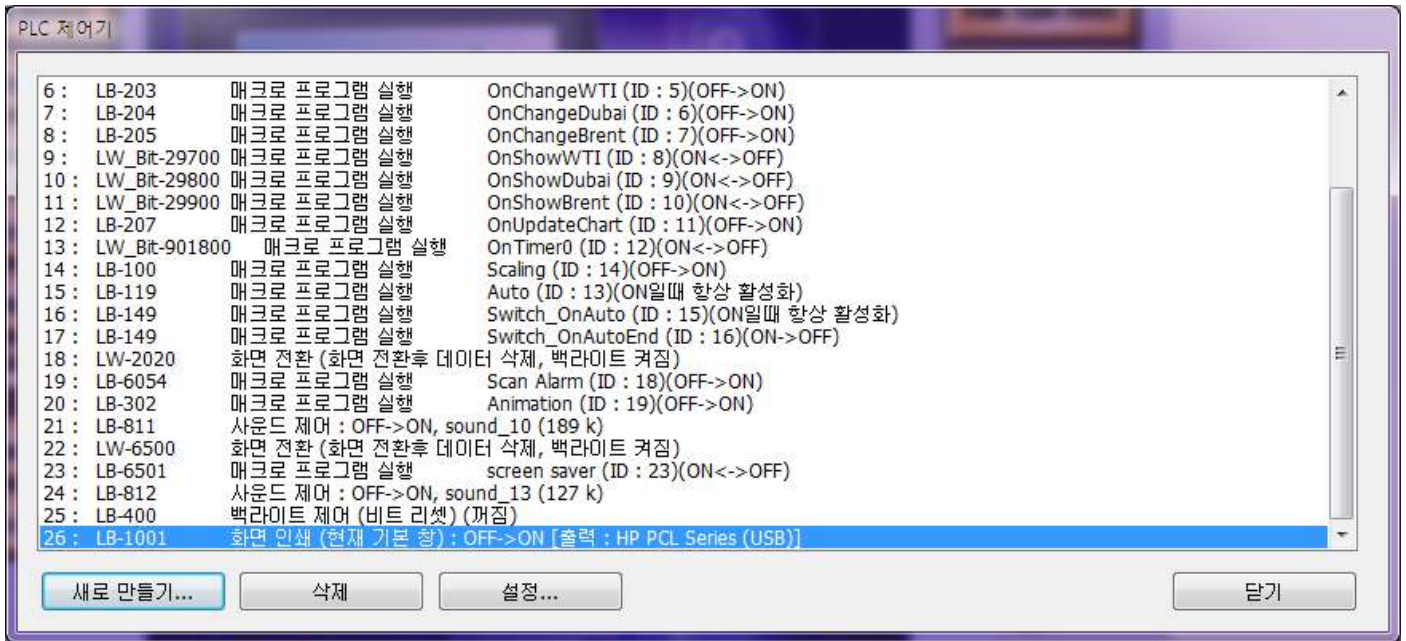 PLC 제어기
6 : LB-203 매크로 프로그램 실행 OnChangeWTI (ID : 5)(OFF->ON)
7 : LB-204 매크로 프로그램 실행 OnChangeDubai (ID : 6)(OFF->ON)
8 : LB-205 매크로 프로그램 실행 OnChangeBrent (ID : 7)(OFF->ON)
9 : LW_Bit-29700 매크로 프로그램 실행 OnShowWTI (ID : 8)(ON<->OFF)
10 : LW_Bit-29800 매크로 프로그램 실행 OnShowDubai (ID : 9)(ON<->OFF)
11 : LW_Bit-29900 매크로 프로그램 실행 OnShowBrent (ID : 10)(ON<->OFF)
12 : LB-207 매크로 프로그램 실행 OnUpdateChart (ID : 11)(OFF->ON)
13 : LW_Bit-901800 매크로 프로그램 실행 OnTimer0 (ID : 12)(ON<->OFF)
14 : LB-100 매크로 프로그램 실행 Scaling (ID : 14)(OFF->ON)
15 : LB-119 매크로 프로그램 실행 Auto (ID : 13)(ON일때 항상 활성화)
16 : LB-149 매크로 프로그램 실행 Switch_OnAuto (ID : 15)(ON일때 항상 활성화)
17 : LB-149 매크로 프로그램 실행 Switch_OnAutoEnd (ID : 16)(ON->OFF)
18 : LW-2020 화면 전환 (화면 전환후 데이터 삭제, 백라이트 켜짐)
19 : LB-6054 매크로 프로그램 실행 Scan Alarm (ID : 18)(OFF->ON)
20 : LB-302 매크로 프로그램 실행 Animation (ID : 19)(OFF->ON)
21 : LB-811 사운드 제어 : OFF->ON, sound_10 (189 k)
22 : LW-6500 화면 전환 (화면 전환후 데이터 삭제, 백라이트 켜짐)
23 : LB-6501 매크로 프로그램 실행 screen saver (ID : 23)(ON<->OFF)
24 : LB-812 사운드 제어 : OFF->ON, sound_13 (127 k)
25 : LB-400 백라이트 제어 (비트 리셋) (꺼짐)
26 : LB-1001 화면 인쇄 (현재 기본 창) : OFF->ON [출력 : HP PCL Series (USB)]
새로 만들기... 삭제 설정... 닫기